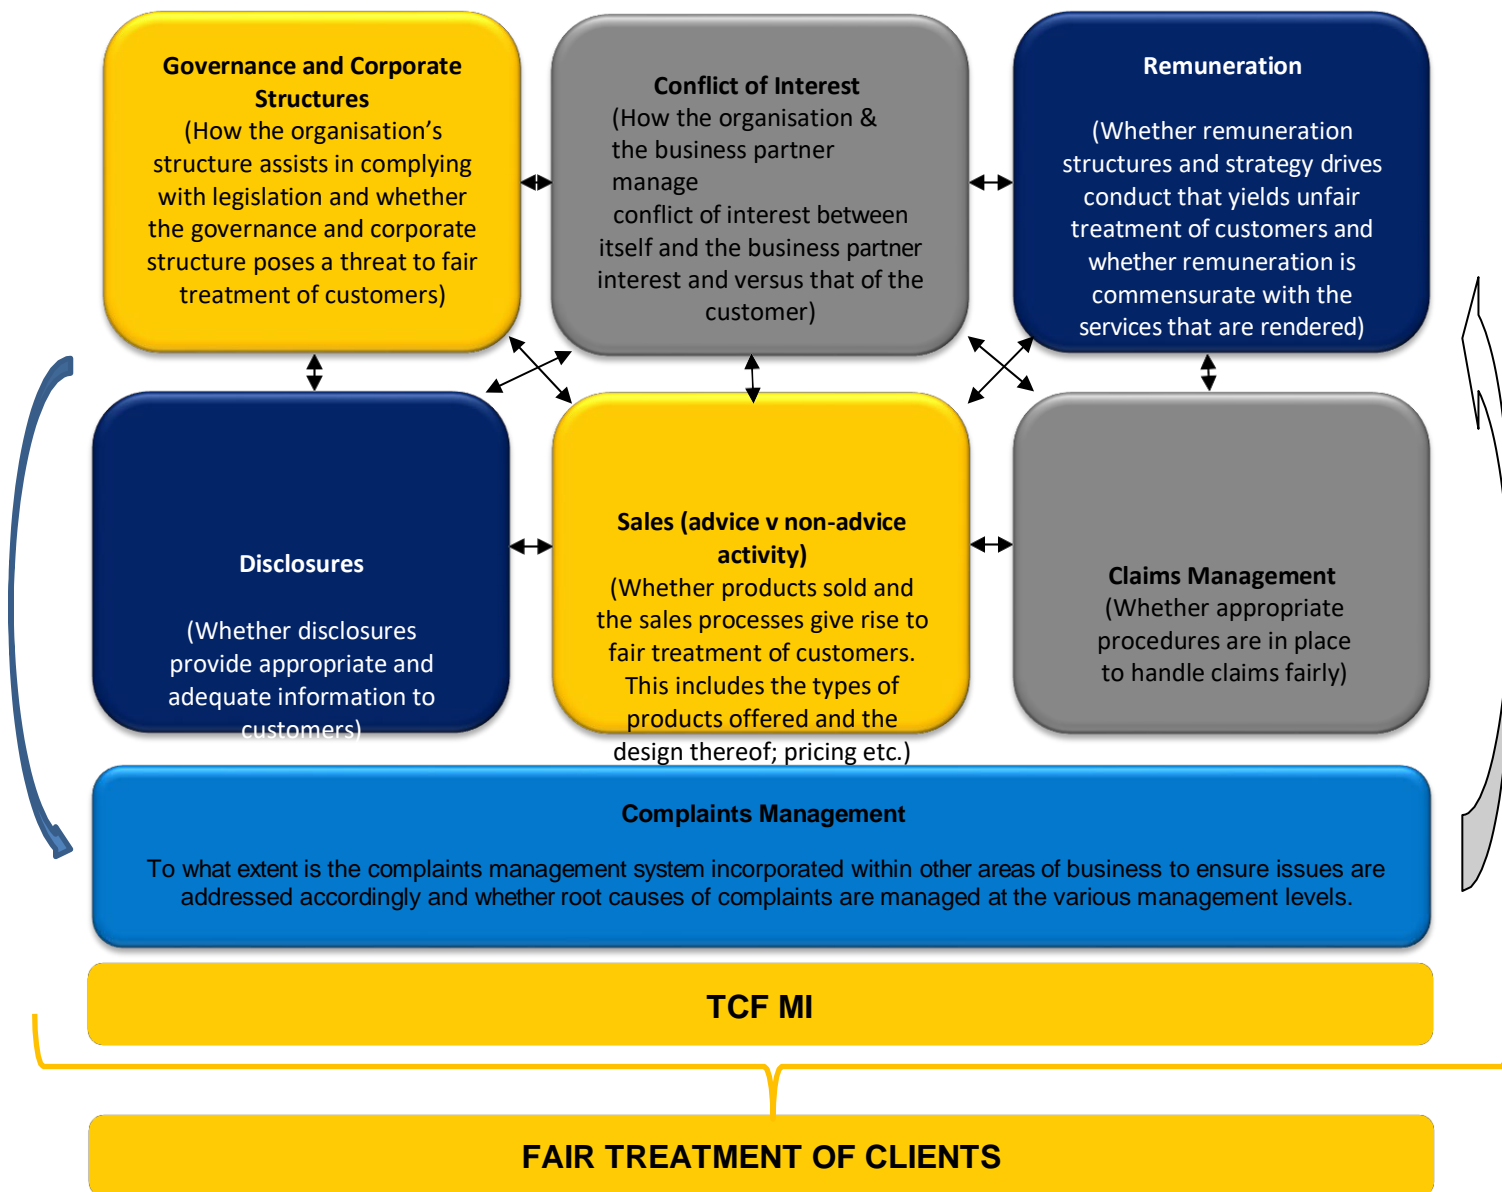 Governance and Corporate
Structures
(How the organisation's
structure assists in complying
with legislation and whether
the governance and corporate
structure poses a threat to fair
treatment of customers)
Conflict of Interest
(How the organisation &
the business partner
manage
conflict of interest between
itself and the business partner
interest and versus that of the
customer)
Remuneration
(Whether remuneration
structures and strategy drives
conduct that yields unfair
treatment of customers and
whether remuneration is
commensurate with the
services that are rendered)
Disclosures
(Whether disclosures
provide appropriate and
adequate information to
customers)
Sales (advice v non-advice
activity)
(Whether products sold and
the sales processes give rise to
fair treatment of customers.
This includes the types of
products offered and the
design thereof; pricing etc.)
Claims Management
(Whether appropriate
procedures are in place
to handle claims fairly)
Complaints Management
To what extent is the complaints management system incorporated within other areas of business to ensure issues are
addressed accordingly and whether root causes of complaints are managed at the various management levels.
TCF MI
FAIR TREATMENT OF CLIENTS